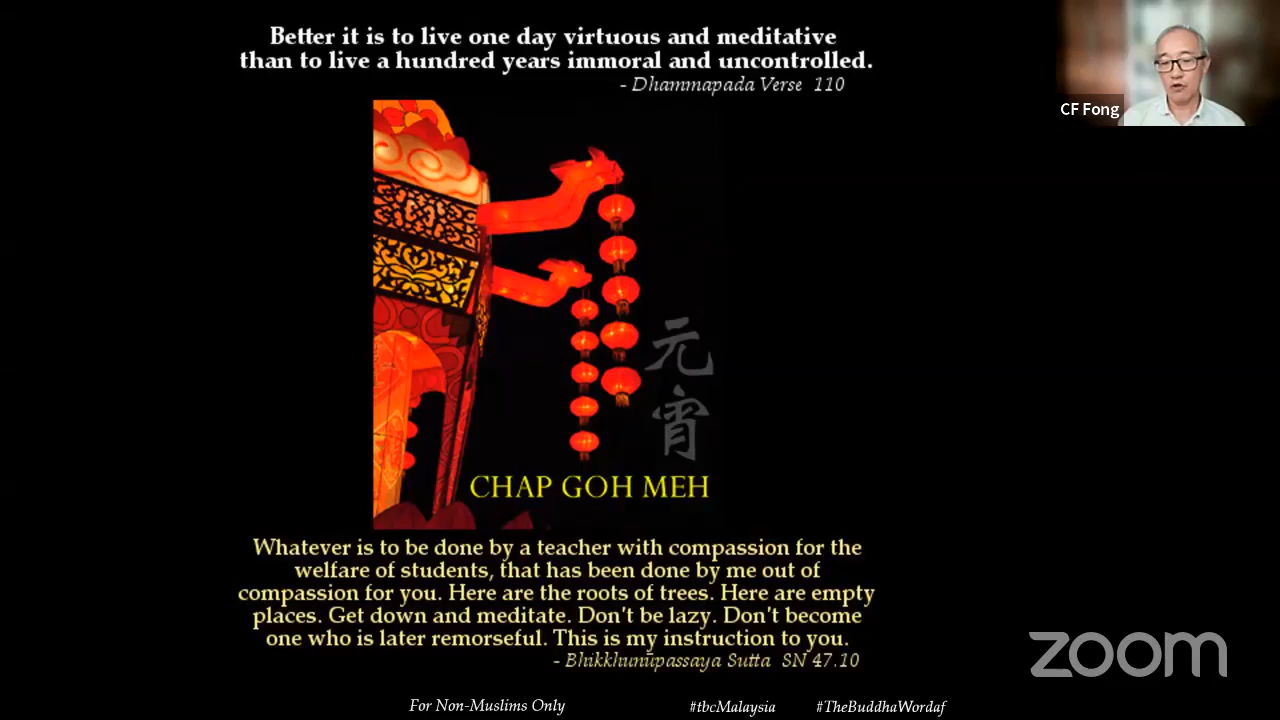 Better it is to live one day virtuous and meditative
than to live a hundred years immoral and uncontrolled.
- Dhammapada Verse 110
CF Fong
元
宵
CHAP GOH MEH
Whatever is to be done by a teacher with compassion for the
welfare of students, that has been done by me out of
compassion for you. Here are the roots of trees. Here are empty
places. Get down and meditate. Don't be lazy. Don't become
one who is later remorseful. This is my instruction to you.
- Bhikkhunūpassaya Sutta SN 47.10
zoom
For Non-Muslims Only #tbcMalaysia #TheBuddhaWordaf